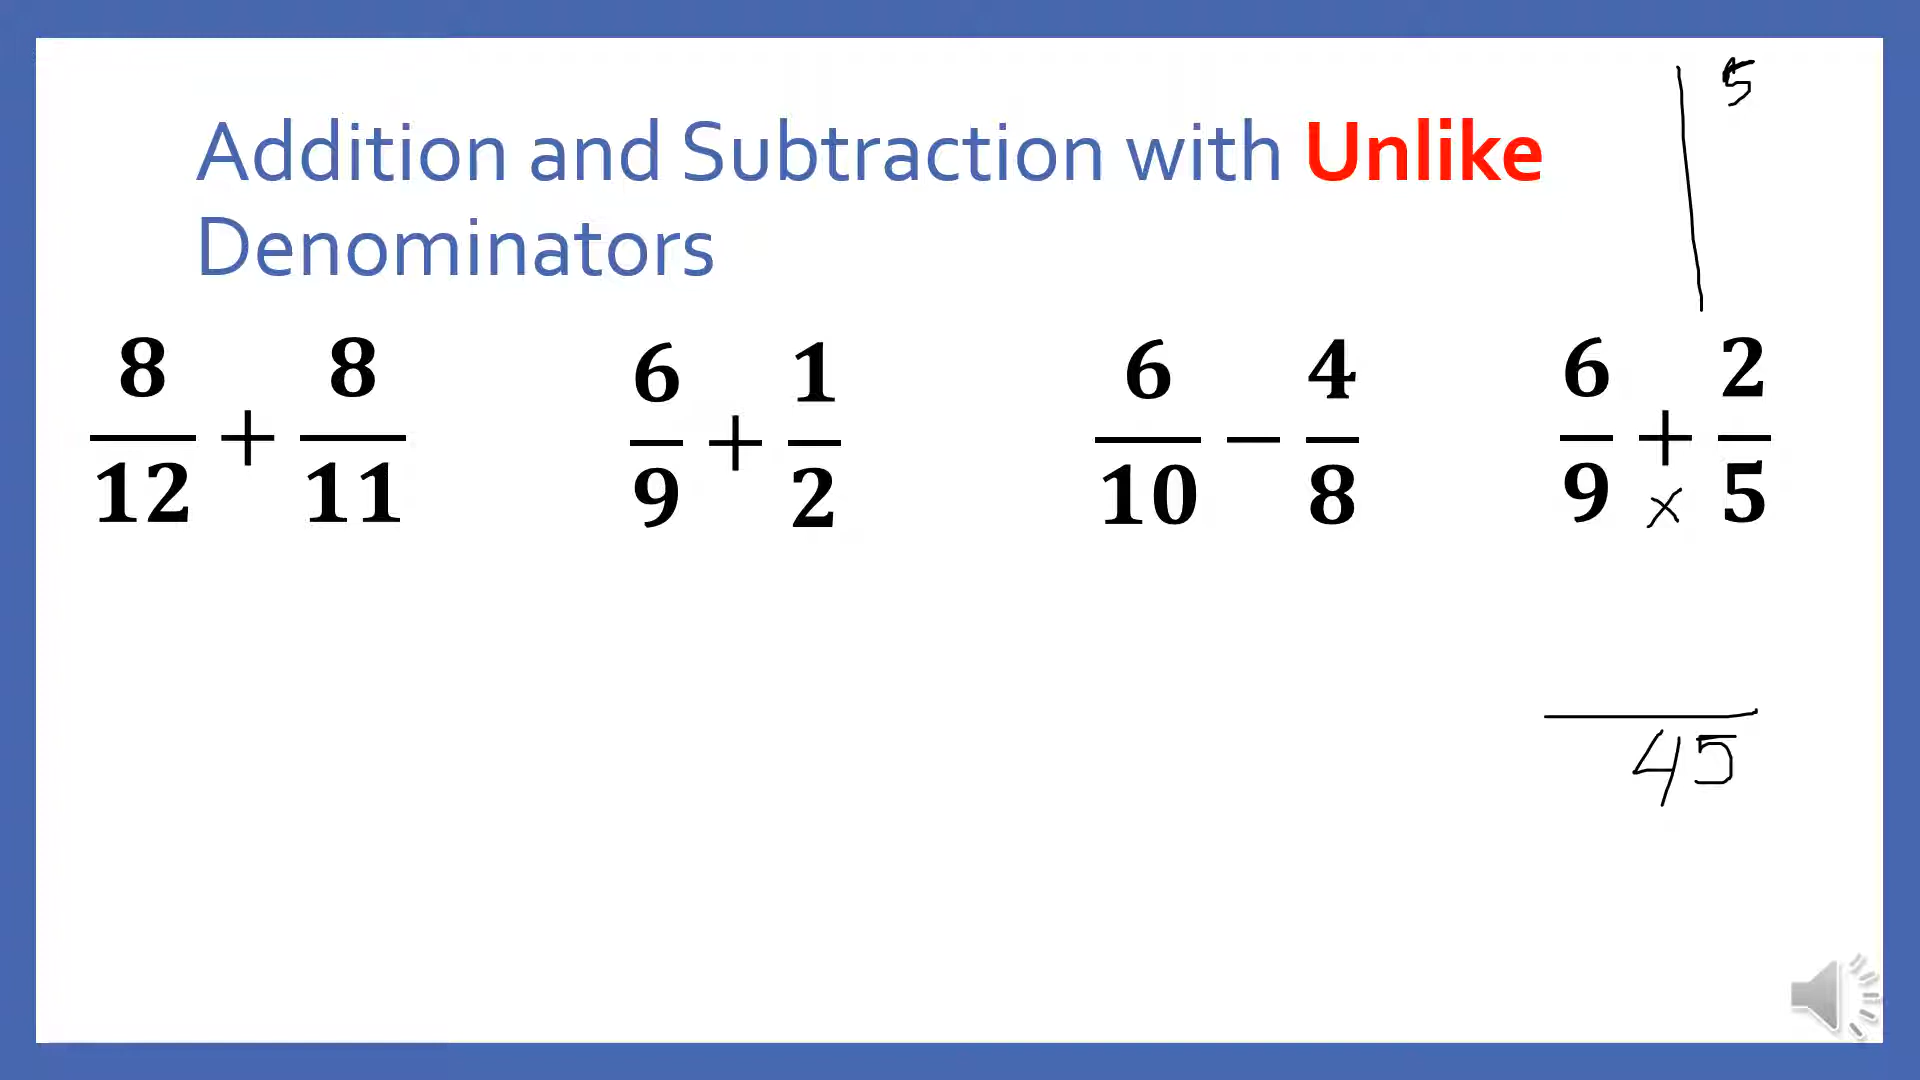 5
Addition and Subtraction with Unlike
Denominators
8/12 + 8/11
6/9 + 1/2
6/10 − 4/8
6/9 + 2/5
×
45